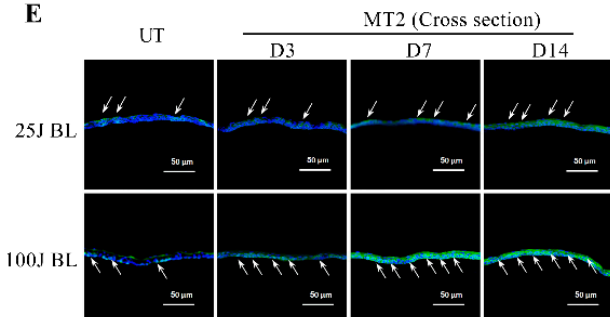 E
MT2 (Cross section)
UT
D3
D7
D14
25J BL
50 µm
50 µm
50 µm
50 µm
100J BL
50 µm
50 µm
50 µm
50 µm